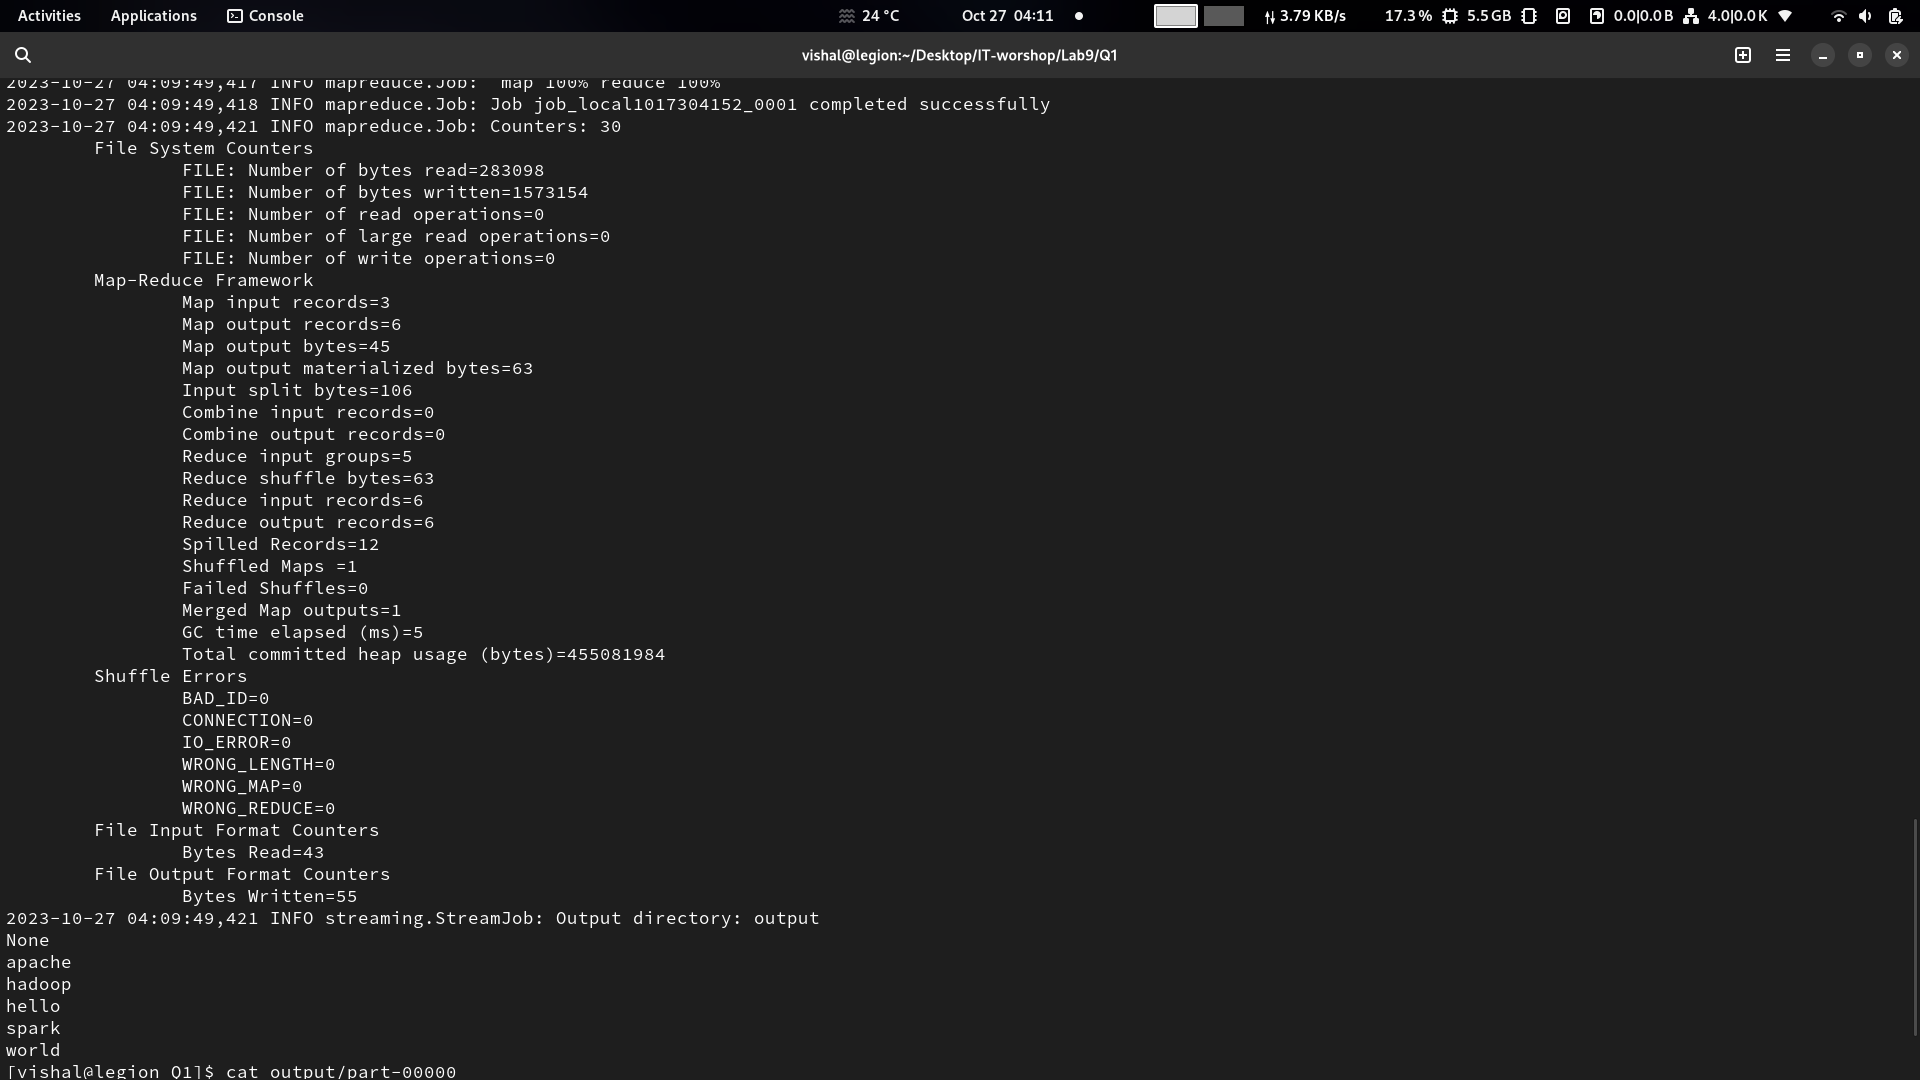 Activities Applications Console 24 °C Oct 27 04:11 3.79 KB/s 17.3 % 5.5 GB 0.0|0.0 B 4.0|0.0 K
vishal@legion:~/Desktop/IT-worshop/Lab9/Q1
2023-10-27 04:09:49,417 INFO mapreduce.Job:  map 100% reduce 100%
2023-10-27 04:09:49,418 INFO mapreduce.Job: Job job_local1017304152_0001 completed successfully
2023-10-27 04:09:49,421 INFO mapreduce.Job: Counters: 30
File System Counters
FILE: Number of bytes read=283098
FILE: Number of bytes written=1573154
FILE: Number of read operations=0
FILE: Number of large read operations=0
FILE: Number of write operations=0
Map-Reduce Framework
Map input records=3
Map output records=6
Map output bytes=45
Map output materialized bytes=63
Input split bytes=106
Combine input records=0
Combine output records=0
Reduce input groups=5
Reduce shuffle bytes=63
Reduce input records=6
Reduce output records=6
Spilled Records=12
Shuffled Maps =1
Failed Shuffles=0
Merged Map outputs=1
GC time elapsed (ms)=5
Total committed heap usage (bytes)=455081984
Shuffle Errors
BAD_ID=0
CONNECTION=0
IO_ERROR=0
WRONG_LENGTH=0
WRONG_MAP=0
WRONG_REDUCE=0
File Input Format Counters
Bytes Read=43
File Output Format Counters
Bytes Written=55
2023-10-27 04:09:49,421 INFO streaming.StreamJob: Output directory: output
None
apache
hadoop
hello
spark
world
[vishal@legion Q1]$ cat output/part-00000